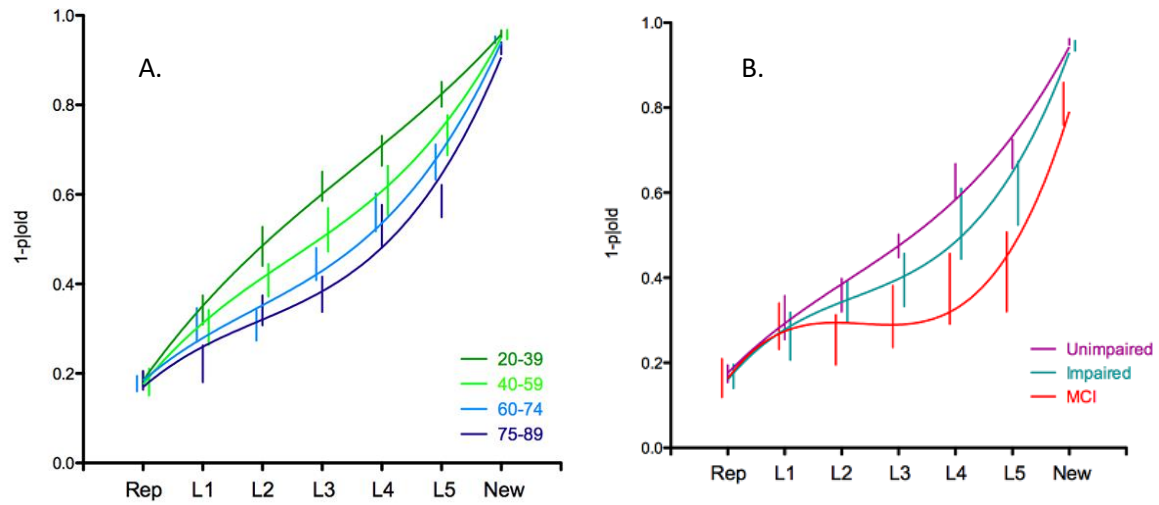 A.
1-p|old
1.0
0.8
0.6
0.4
0.2
0.0
Rep L1 L2 L3 L4 L5 New
20-39
40-59
60-74
75-89
B.
1-p|old
1.0
0.8
0.6
0.4
0.2
0.0
Rep L1 L2 L3 L4 L5 New
Unimpaired
Impaired
MCI